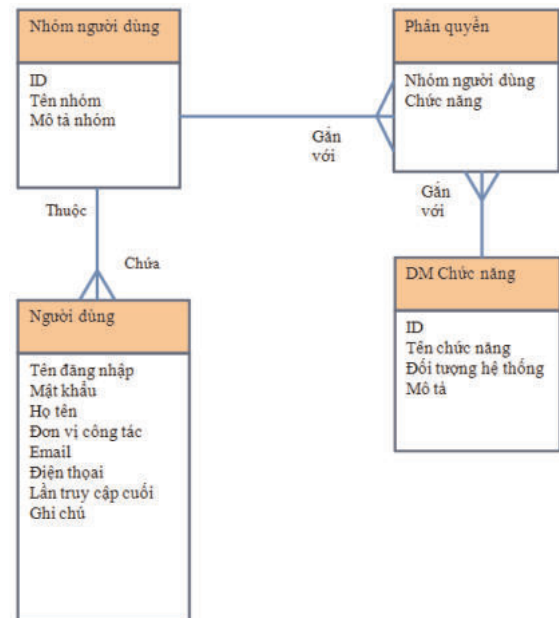 Nhóm người dùng
ID
Tên nhóm
Mô tả nhóm
Phân quyền
Nhóm người dùng
Chức năng
Gắn
với
Gắn
với
Thuộc
Chứa
Người dùng
Tên đăng nhập
Mật khẩu
Họ tên
Đơn vị công tác
Email
Điện thọai
Lần truy cập cuối
Ghi chú
DM Chức năng
ID
Tên chức năng
Đối tượng hệ thống
Mô tả